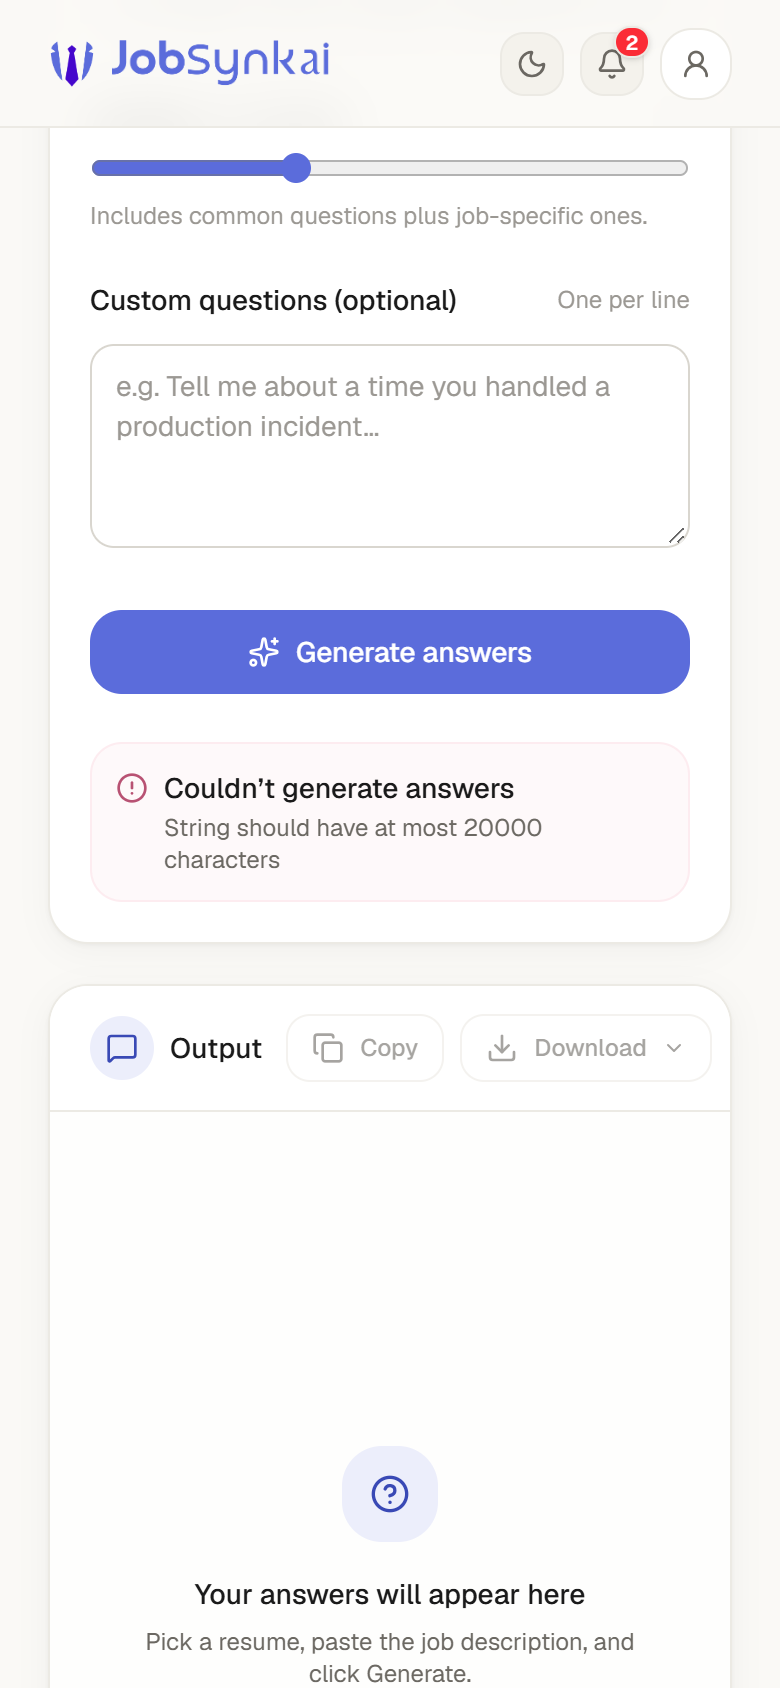 JobSynkai
2
Includes common questions plus job-specific ones.
Custom questions (optional)
One per line
e.g. Tell me about a time you handled a
production incident...
Generate answers
Couldn’t generate answers
String should have at most 20000
characters
Output
Copy
Download
Your answers will appear here
Pick a resume, paste the job description, and
click Generate.